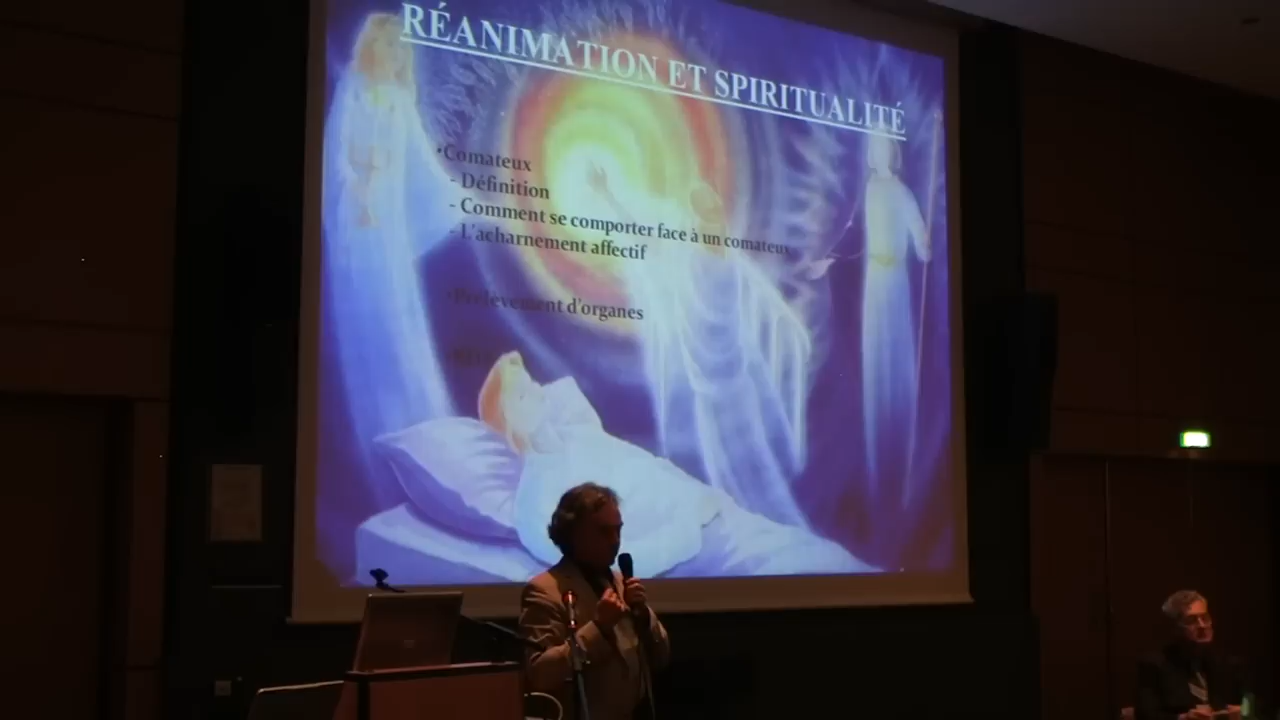 RÉANIMATION ET SPIRITUALITÉ
•Comateux
- Définition
- Comment se comporter face à un comateux
- L'acharnement affectif
•Prélèvement d'organes